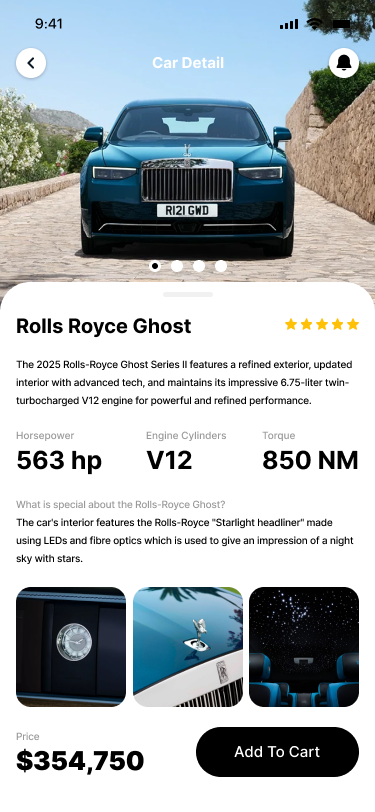 9:41
Car Detail
R121 GWD
Rolls Royce Ghost
The 2025 Rolls-Royce Ghost Series II features a refined exterior, updated
interior with advanced tech, and maintains its impressive 6.75-liter twin-
turbocharged V12 engine for powerful and refined performance.
Horsepower Engine Cylinders Torque
563 hp V12 850 NM
What is special about the Rolls-Royce Ghost?
The car's interior features the Rolls-Royce "Starlight headliner" made
using LEDs and fibre optics which is used to give an impression of a night
sky with stars.
Price
$354,750
Add To Cart